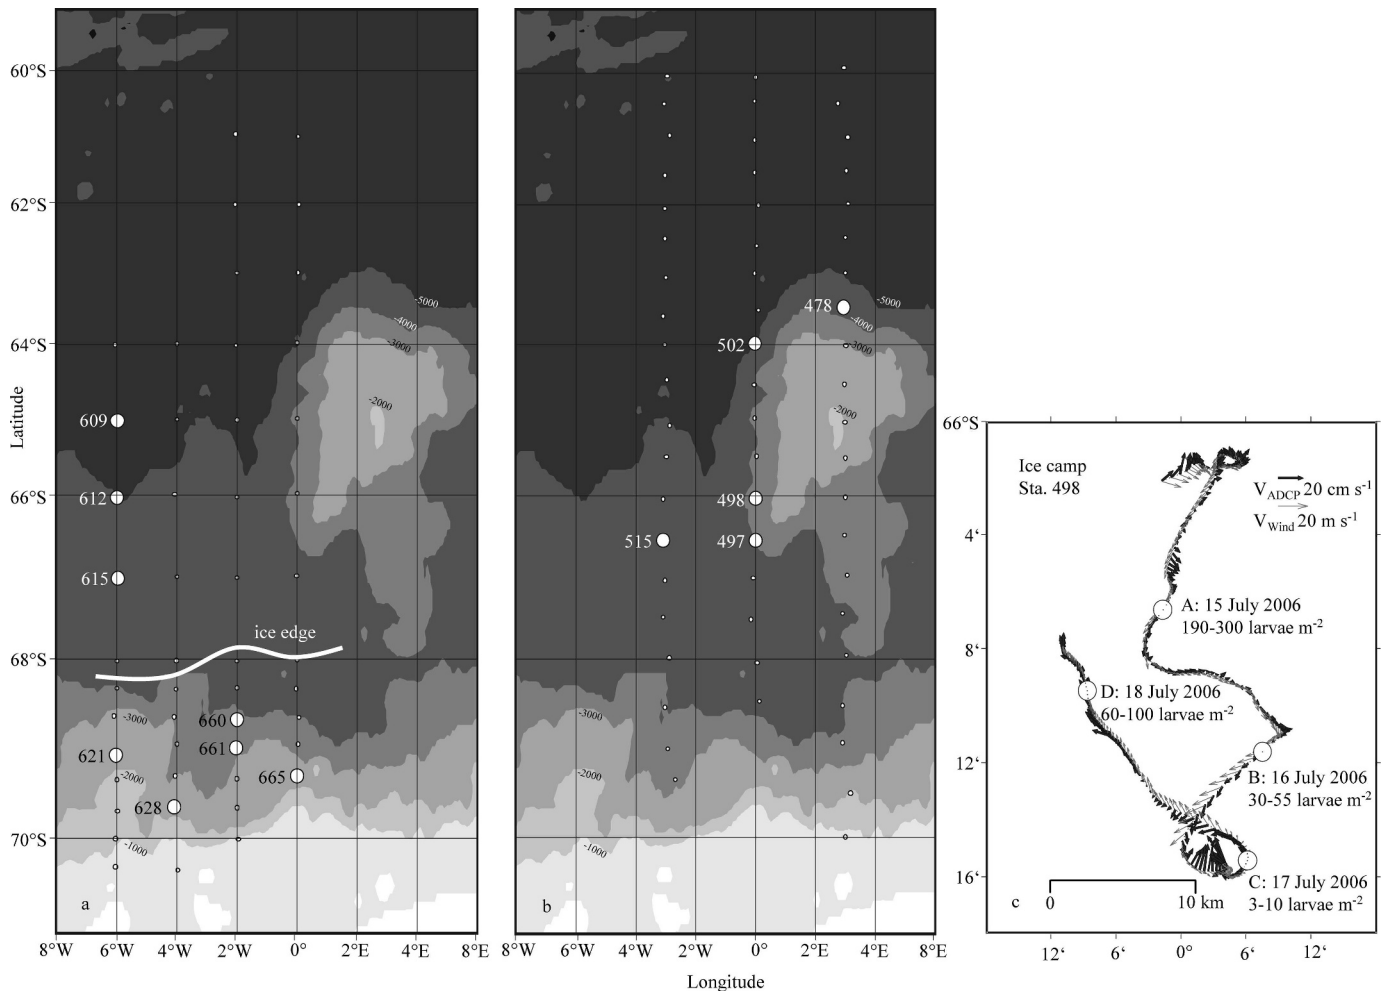 60°S
62°S
64°S
66°S
68°S
70°S
Latitude
-5000
-4000
-3000
-2000
609
612
615
ice edge
-3000
660
661
621
665
-2000
628
-1000
a
8°W
6°W
4°W
2°W
0°
2°E
4°E
6°E
8°E
478
-5000
-4000
502
-3000
-2000
498
515
497
-3000
-2000
-1000
b
8°W
6°W
4°W
2°W
0°
2°E
4°E
6°E
8°E
Longitude
66°S
4‘
8‘
12‘
16‘
Ice camp
Sta. 498
VADCP 20 cm s-1
VWind 20 m s-1
A: 15 July 2006
190-300 larvae m-2
D: 18 July 2006
60-100 larvae m-2
B: 16 July 2006
30-55 larvae m-2
C: 17 July 2006
3-10 larvae m-2
c
0
10 km
12‘
6‘
0°
6‘
12‘